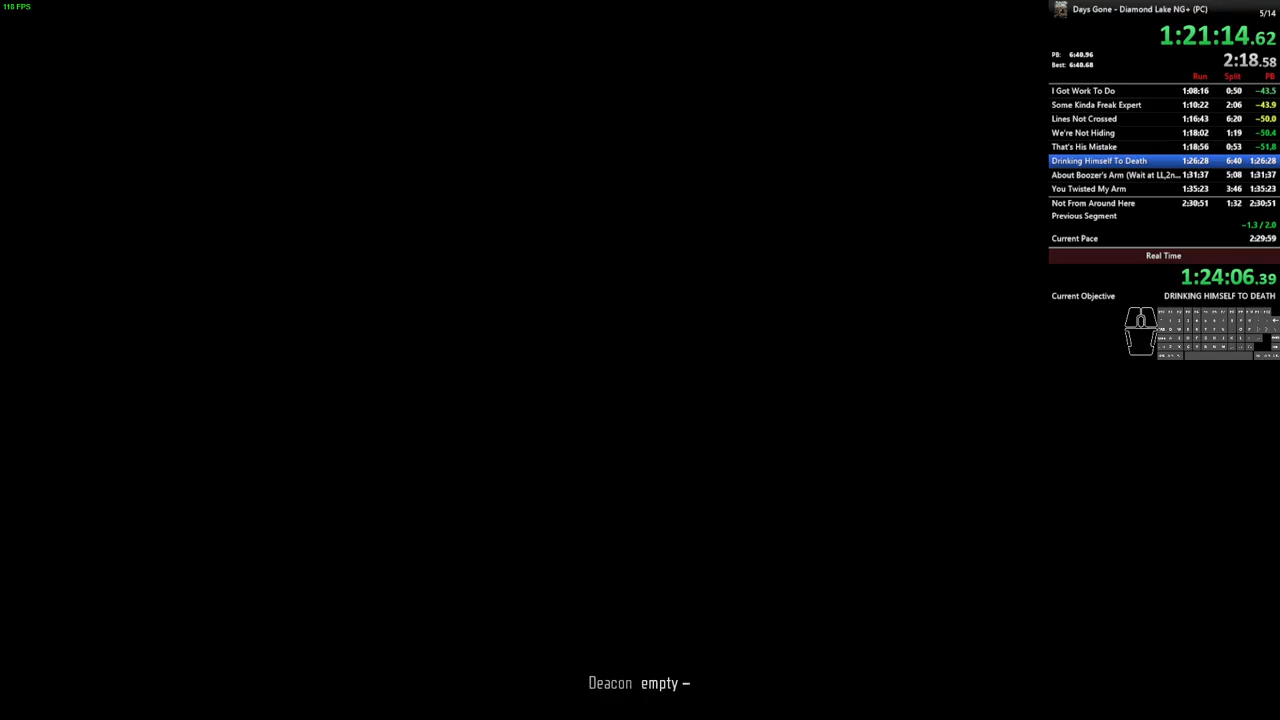 118 FPS
Days Gone - Diamond Lake NG+ (PC)
5/14
1:21:14.62
PB: 6:40.96
2:18.58
Best: 6:40.68
Run Split PB
I Got Work To Do 1:08:16 0:50 −43.5
Some Kinda Freak Expert 1:10:22 2:06 −43.9
Lines Not Crossed 1:16:43 6:20 −50.0
We're Not Hiding 1:18:02 1:19 −50.4
That's His Mistake 1:18:56 0:53 −51.8
Drinking Himself To Death 1:26:28 6:40 1:26:28
About Boozer's Arm (Wait at LL,2n... 1:31:37 5:08 1:31:37
You Twisted My Arm 1:35:23 3:46 1:35:23
Not From Around Here 2:30:51 1:32 2:30:51
Previous Segment
−1.3 / 2.0
Current Pace 2:29:59
Real Time
1:24:06.39
Current Objective DRINKING HIMSELF TO DEATH
Deacon empty –